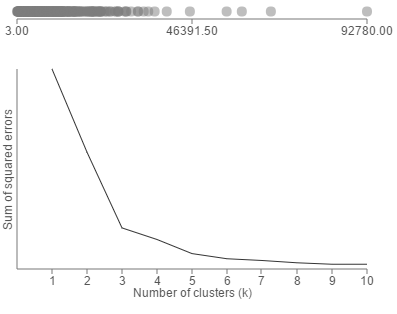 3.00 46391.50 92780.00
Sum of squared errors
1 2 3 4 5 6 7 8 9 10
Number of clusters (k)